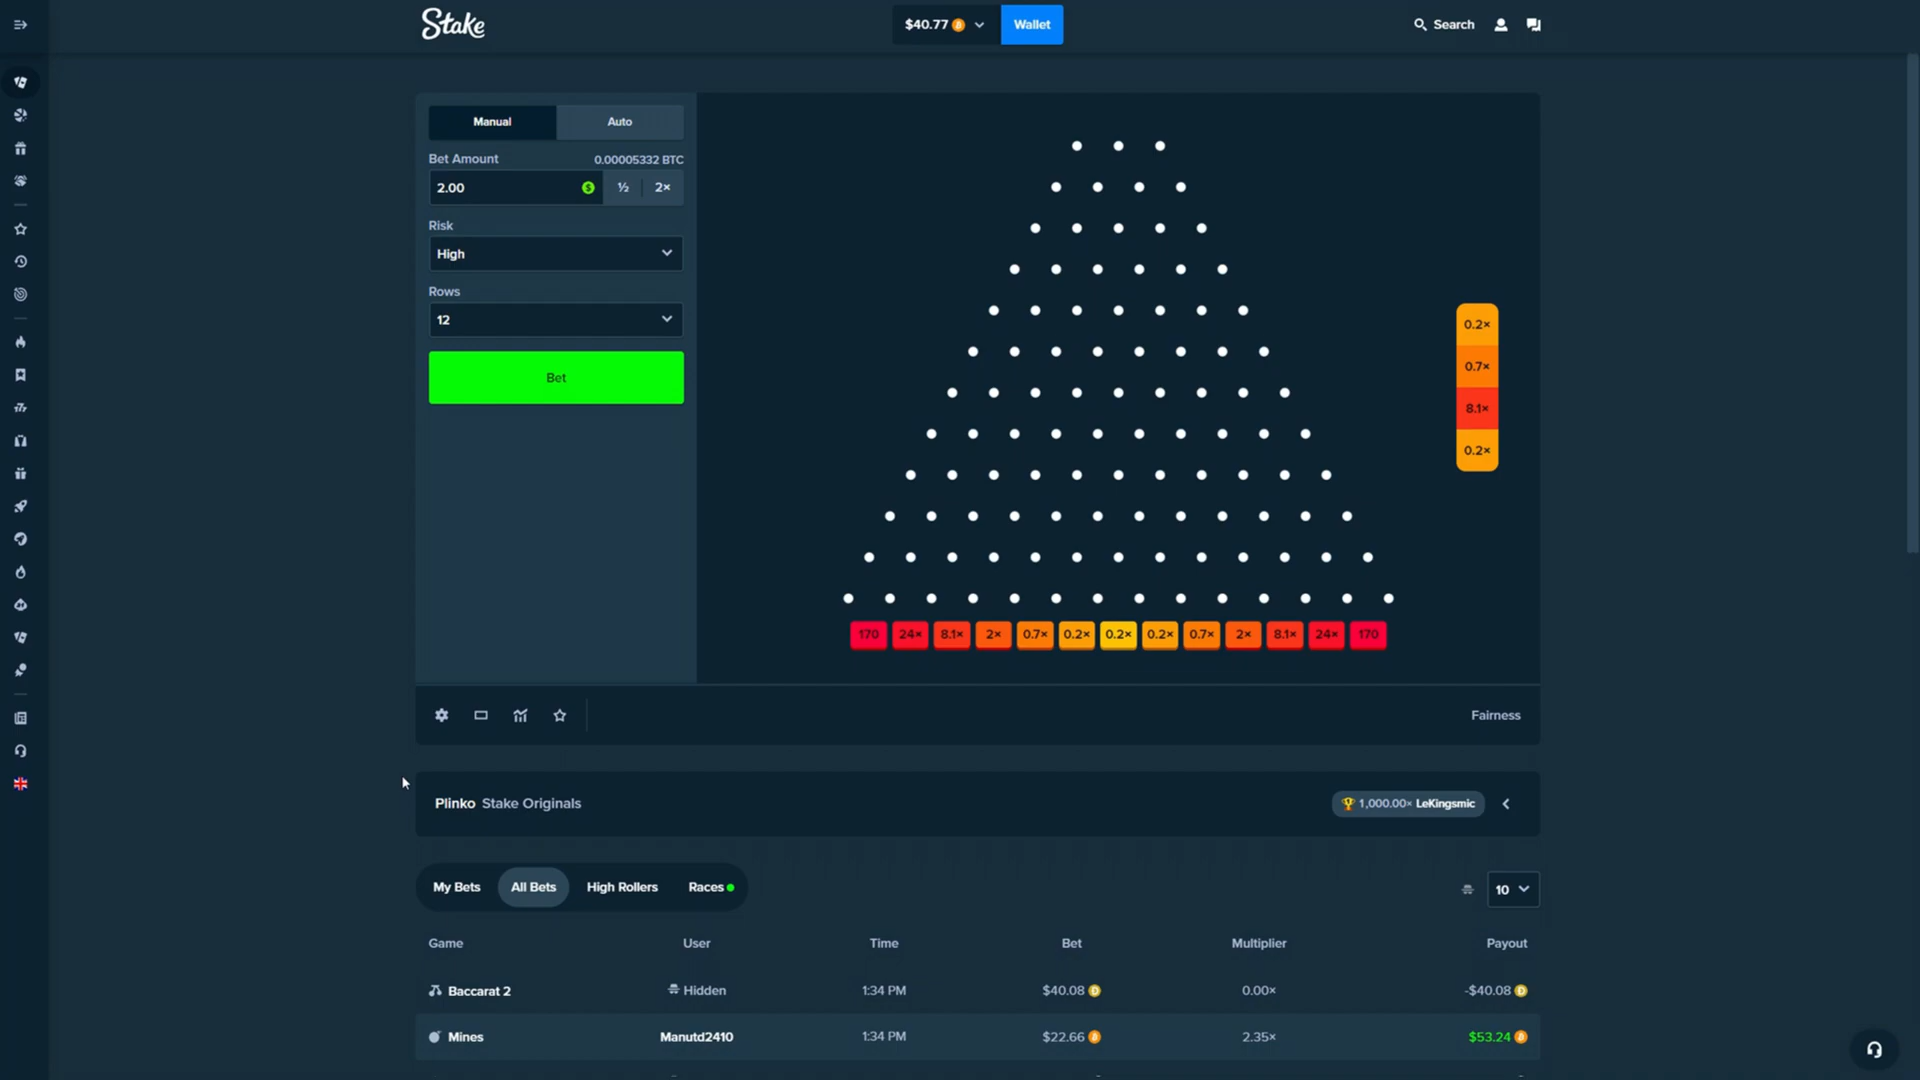 Stake
$40.77
Wallet
Search
Manual
Auto
Bet Amount
0.00005332 BTC
2.00
½
2×
Risk
High
Rows
12
Bet
0.2×
0.7×
8.1×
0.2×
170
24×
8.1×
2×
0.7×
0.2×
0.2×
0.2×
0.7×
2×
8.1×
24×
170
Fairness
Plinko Stake Originals
1,000.00× LeKingsmic
My Bets
All Bets
High Rollers
Races
10
Game
User
Time
Bet
Multiplier
Payout
Baccarat 2
Hidden
1:34 PM
$40.08
0.00×
-$40.08
Mines
Manutd2410
1:34 PM
$22.66
2.35×
$53.24